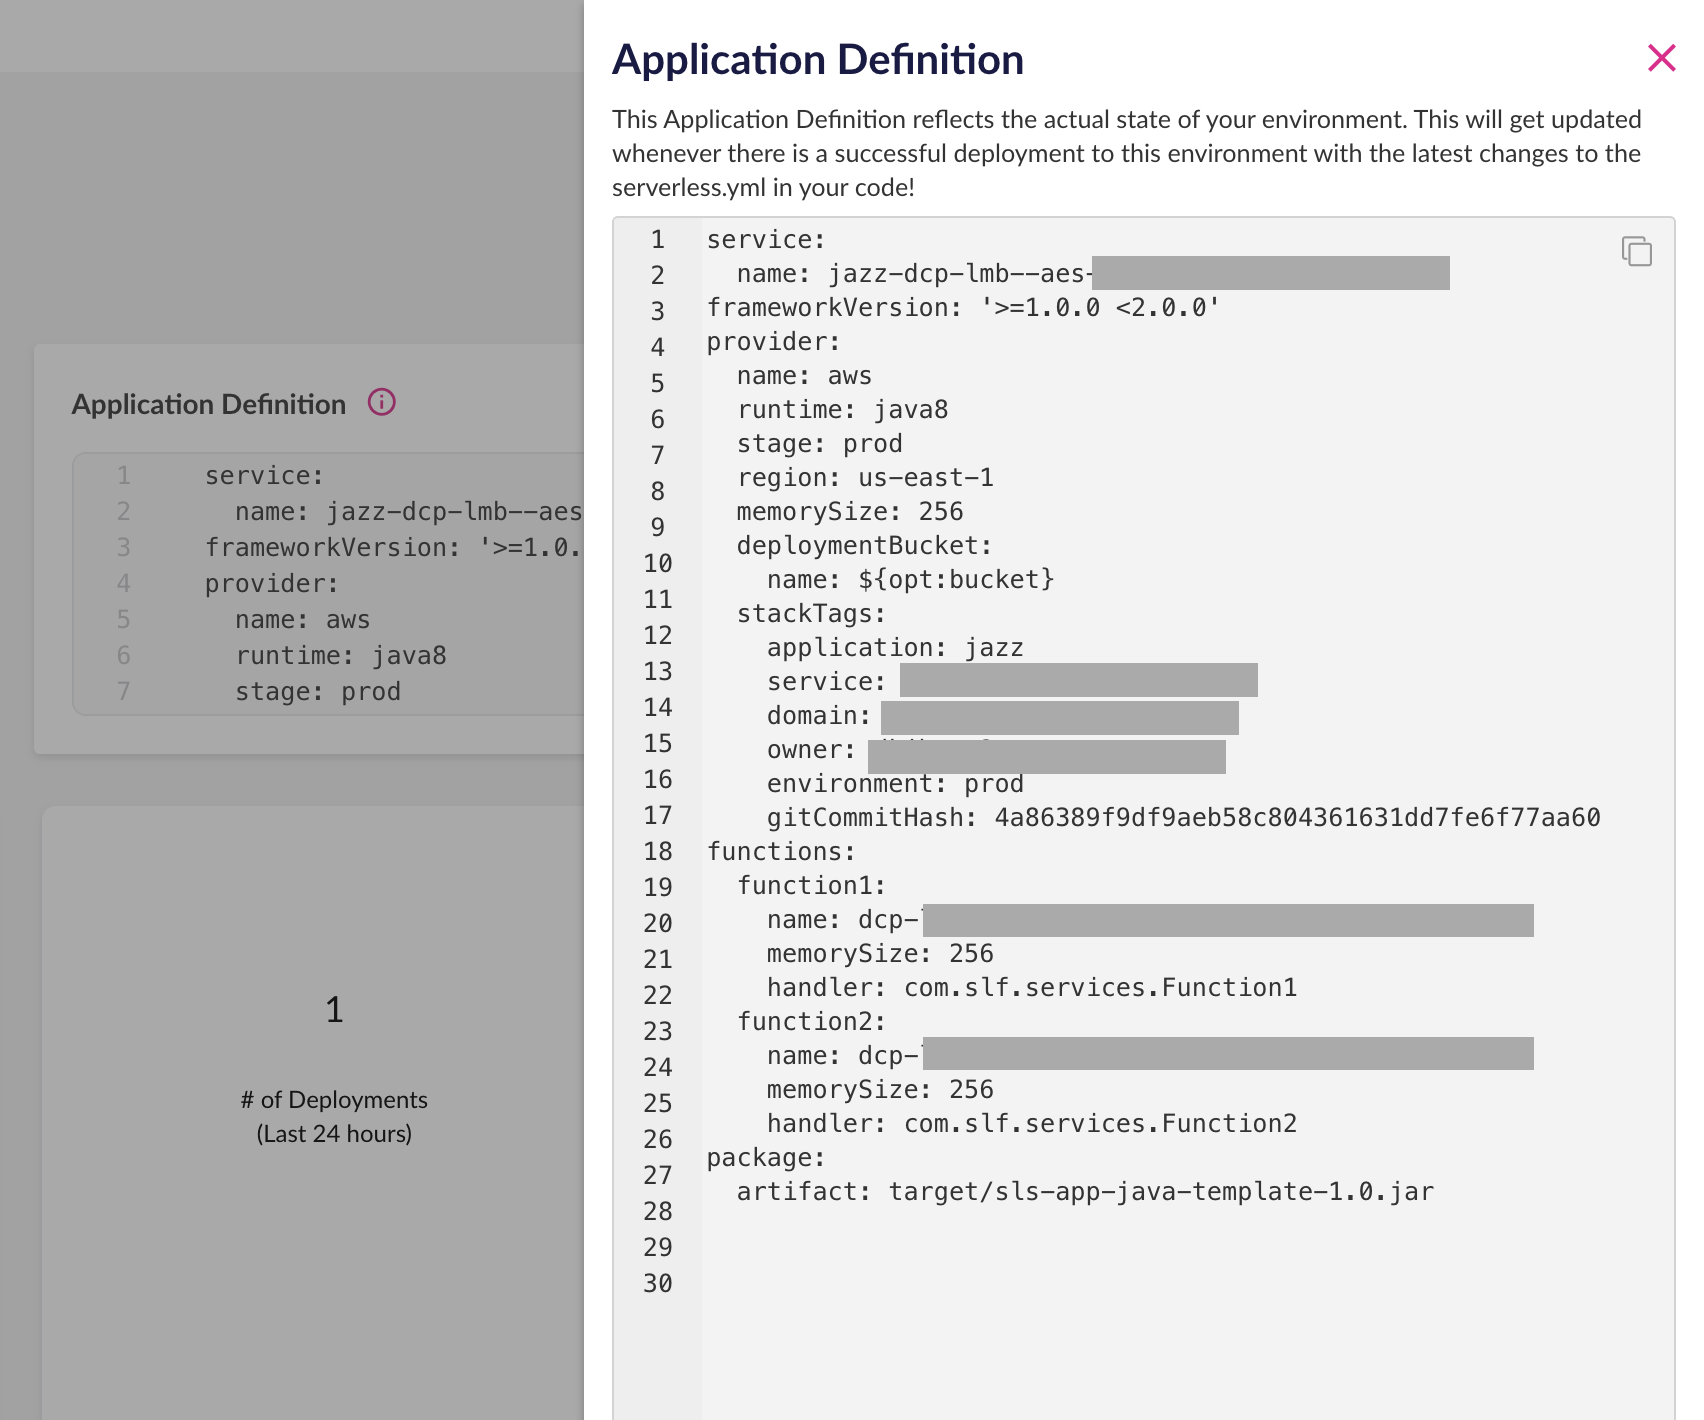 Application Definition
This Application Definition reflects the actual state of your environment. This will get updated
whenever there is a successful deployment to this environment with the latest changes to the
serverless.yml in your code!
1 service:
2   name: jazz-dcp-lmb--aes-
3 frameworkVersion: '>=1.0.0 <2.0.0'
4 provider:
5   name: aws
6   runtime: java8
7   stage: prod
8   region: us-east-1
9   memorySize: 256
10   deploymentBucket:
11     name: ${opt:bucket}
12   stackTags:
13     application: jazz
14     service:
15     domain:
16     owner:
17     environment: prod
18     gitCommitHash: 4a86389f9df9aeb58c804361631dd7fe6f77aa60
19 functions:
20   function1:
21     name: dcp-
22     memorySize: 256
23     handler: com.slf.services.Function1
24   function2:
25     name: dcp-
26     memorySize: 256
27     handler: com.slf.services.Function2
28 package:
29   artifact: target/sls-app-java-template-1.0.jar
30
Application Definition
1 service:
2   name: jazz-dcp-lmb--aes
3 frameworkVersion: '>=1.0.
4 provider:
5   name: aws
6   runtime: java8
7   stage: prod
1
# of Deployments
(Last 24 hours)